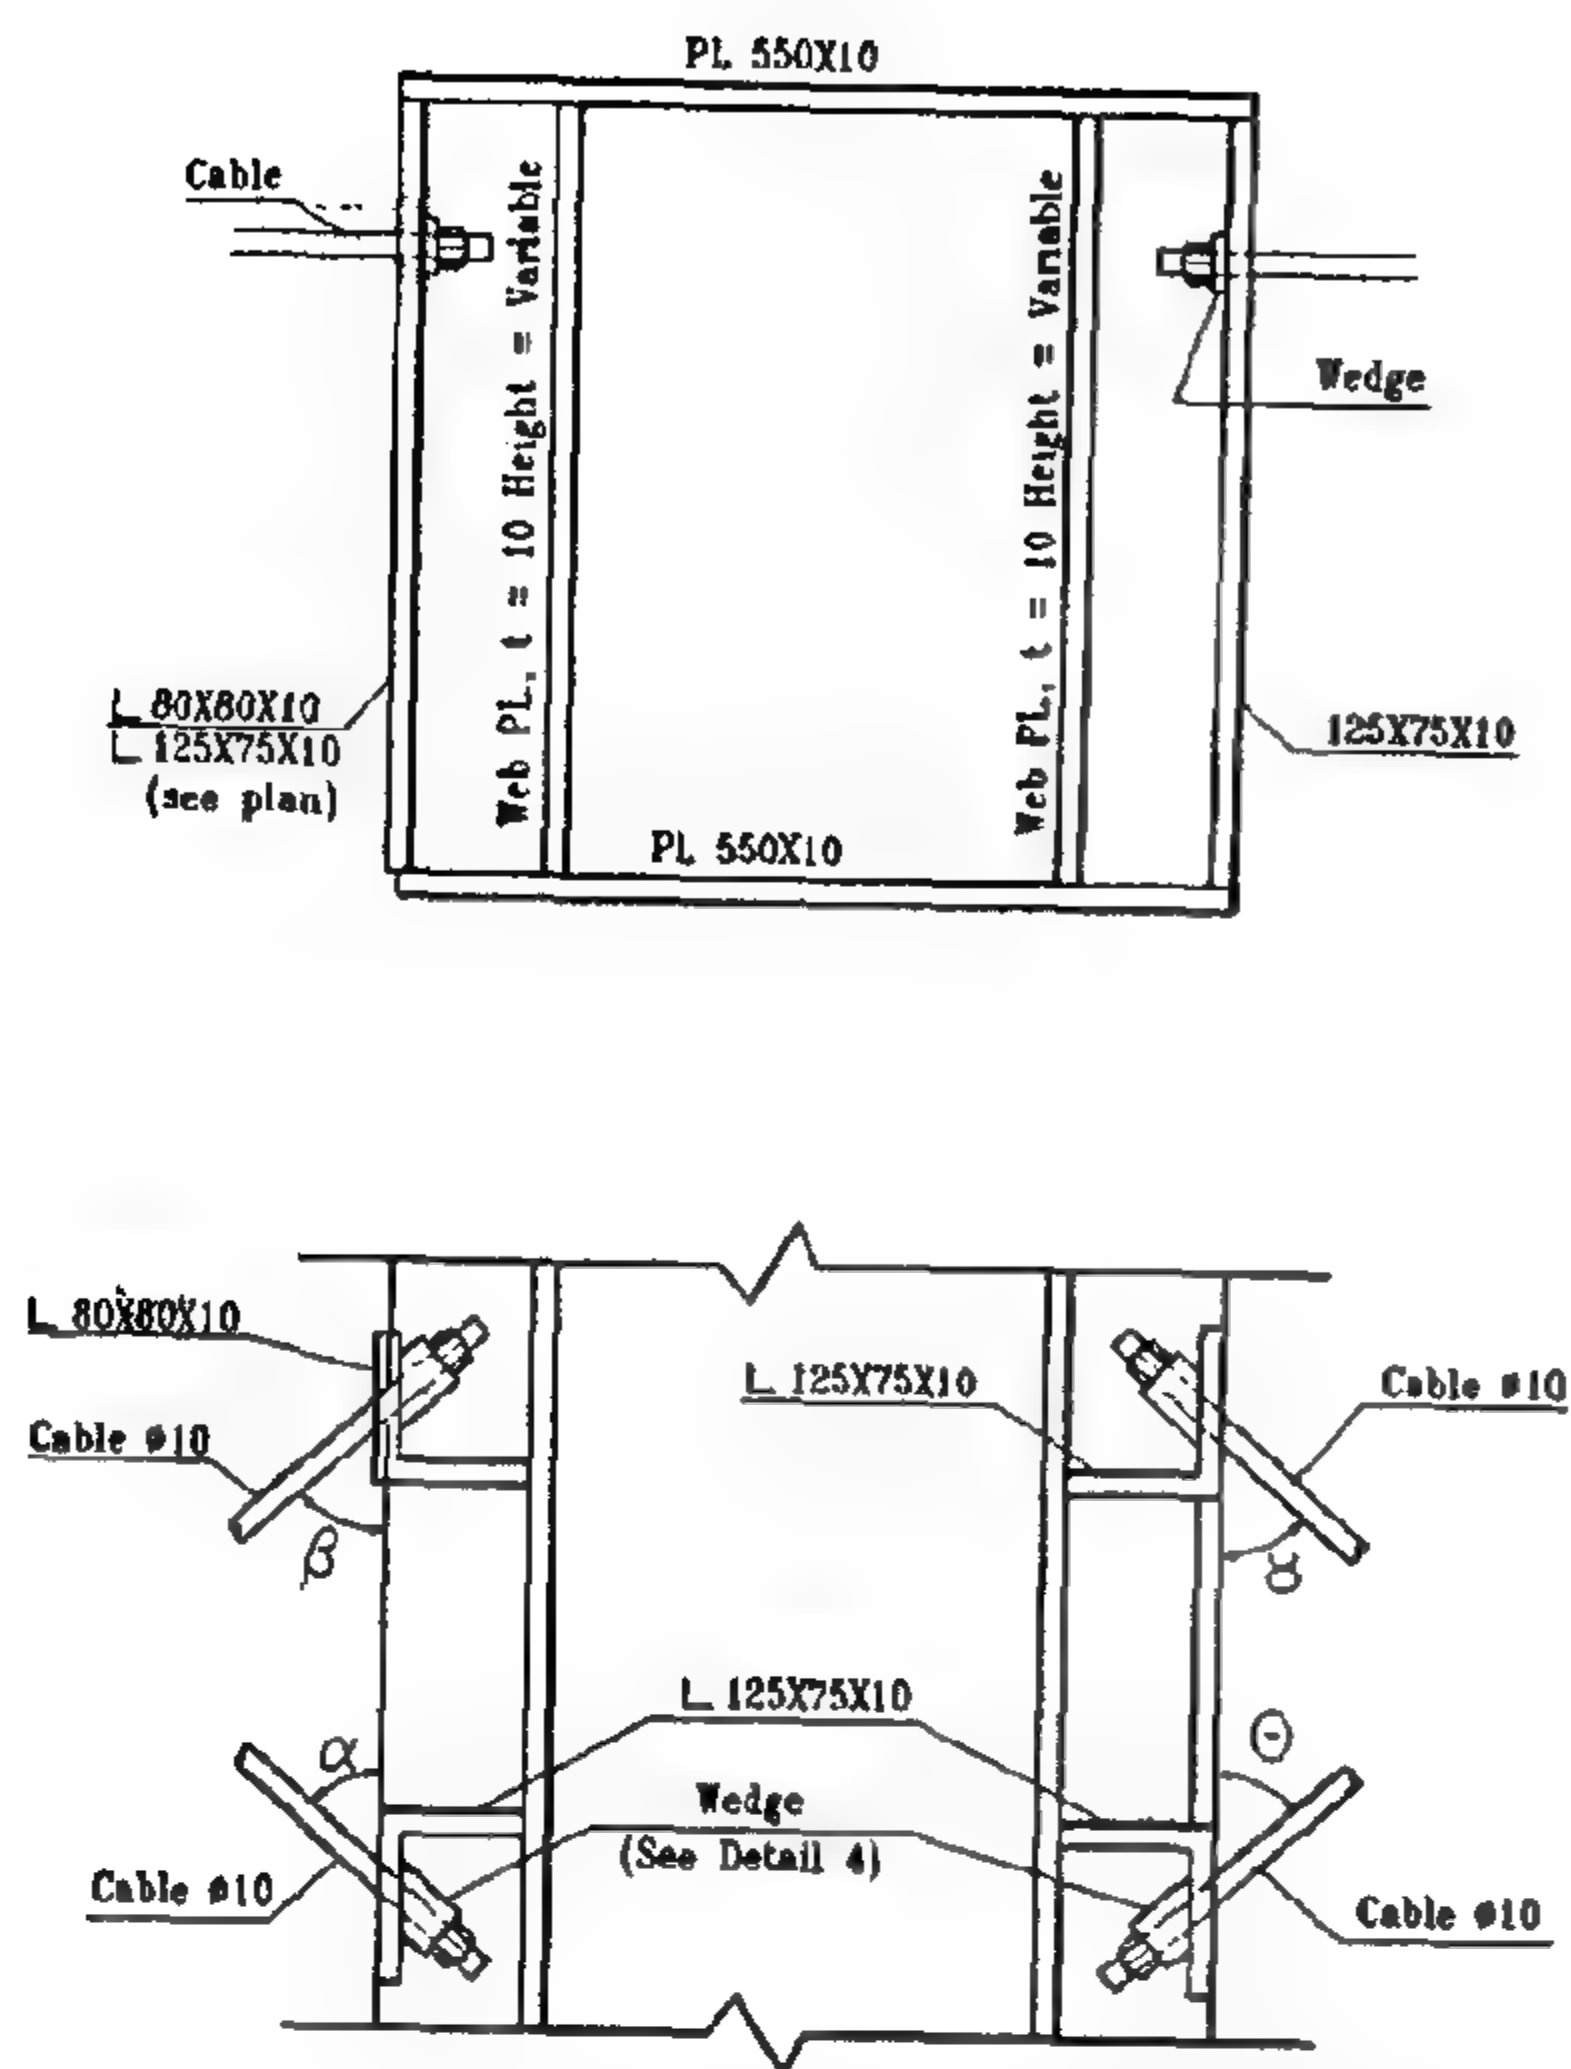 PL 550X10
Cable
Web PL, t = 10 Height = Variable
Web PL, t = 10 Height = Variable
Wedge
L 80X80X10
L 125X75X10
(see plan)
125X75X10
PL 550X10
L 80X80X10
L 125X75X10
Cable ø10
Cable ø10
β
γ
L 125X75X10
α
θ
Wedge
(See Detail 4)
Cable ø10
Cable ø10